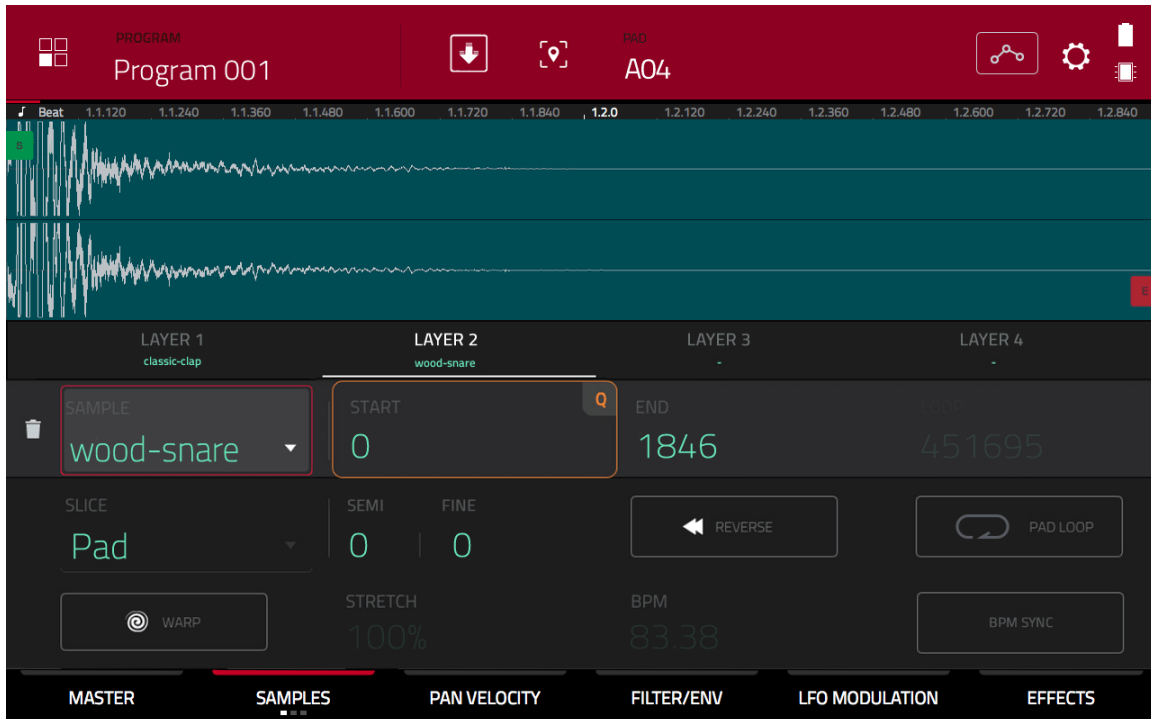 PROGRAM PAD
Program 001 A04
Beat 1.1.120 1.1.240 1.1.360 1.1.480 1.1.600 1.1.720 1.1.840 1.2.0 1.2.120 1.2.240 1.2.360 1.2.480 1.2.600 1.2.720 1.2.840
S
E
LAYER 1 LAYER 2 LAYER 3 LAYER 4
classic-clap wood-snare - -
SAMPLE START Q END LOOP
wood-snare 0 1846 451695
SLICE SEMI FINE
Pad 0 0 REVERSE PAD LOOP
STRETCH BPM
WARP 100% 83.38 BPM SYNC
MASTER SAMPLES PAN VELOCITY FILTER/ENV LFO MODULATION EFFECTS